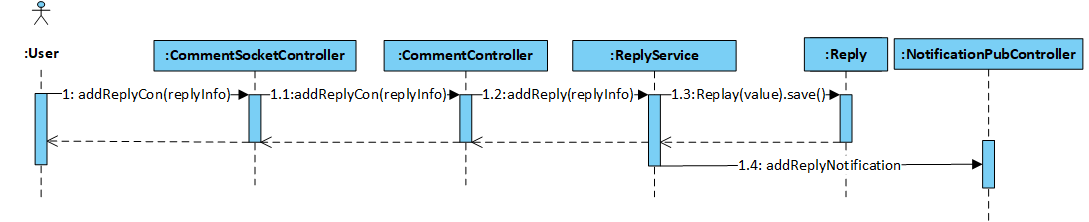 :User
:CommentSocketController
:CommentController
:ReplyService
:Reply
:NotificationPubController
1: addReplyCon(replyInfo)
1.1:addReplyCon(replyInfo)
1.2:addReply(replyInfo)
1.3:Replay(value).save()
1.4: addReplyNotification